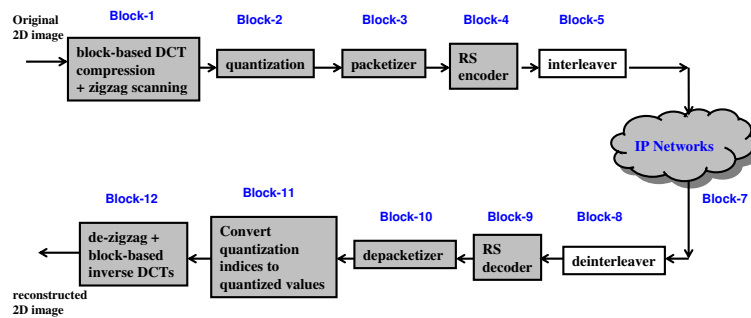 Original
2D image
Block-1
Block-2
Block-3
Block-4
Block-5
block-based DCT
compression
+ zigzag scanning
quantization
packetizer
RS
encoder
interleaver
IP Networks
Block-7
Block-12
Block-11
Block-10
Block-9
Block-8
de-zigzag +
block-based
inverse DCTs
Convert
quantization
indices to
quantized values
depacketizer
RS
decoder
deinterleaver
reconstructed
2D image